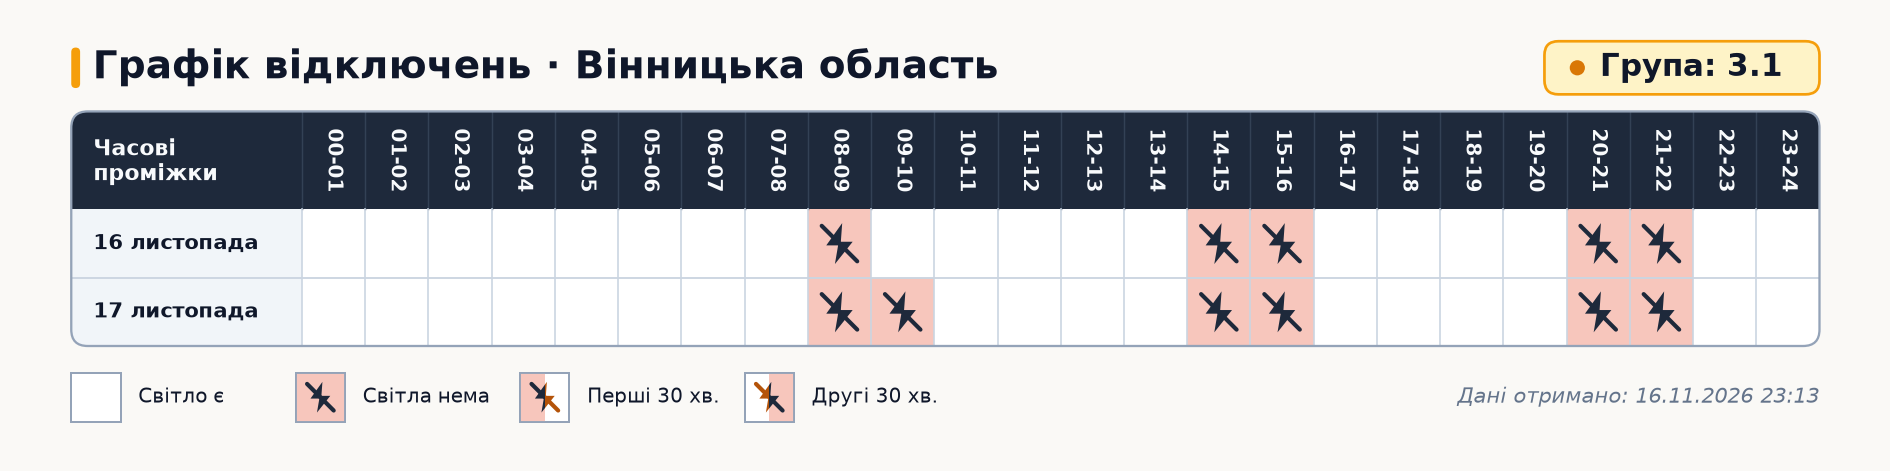 Графік відключень · Вінницька область
Група: 3.1
Часові
проміжки
00-01 01-02 02-03 03-04 04-05 05-06 06-07 07-08 08-09 09-10 10-11 11-12 12-13 13-14 14-15 15-16 16-17 17-18 18-19 19-20 20-21 21-22 22-23 23-24
16 листопада
17 листопада
Світло є Світла нема Перші 30 хв. Другі 30 хв.
Дані отримано: 16.11.2026 23:13